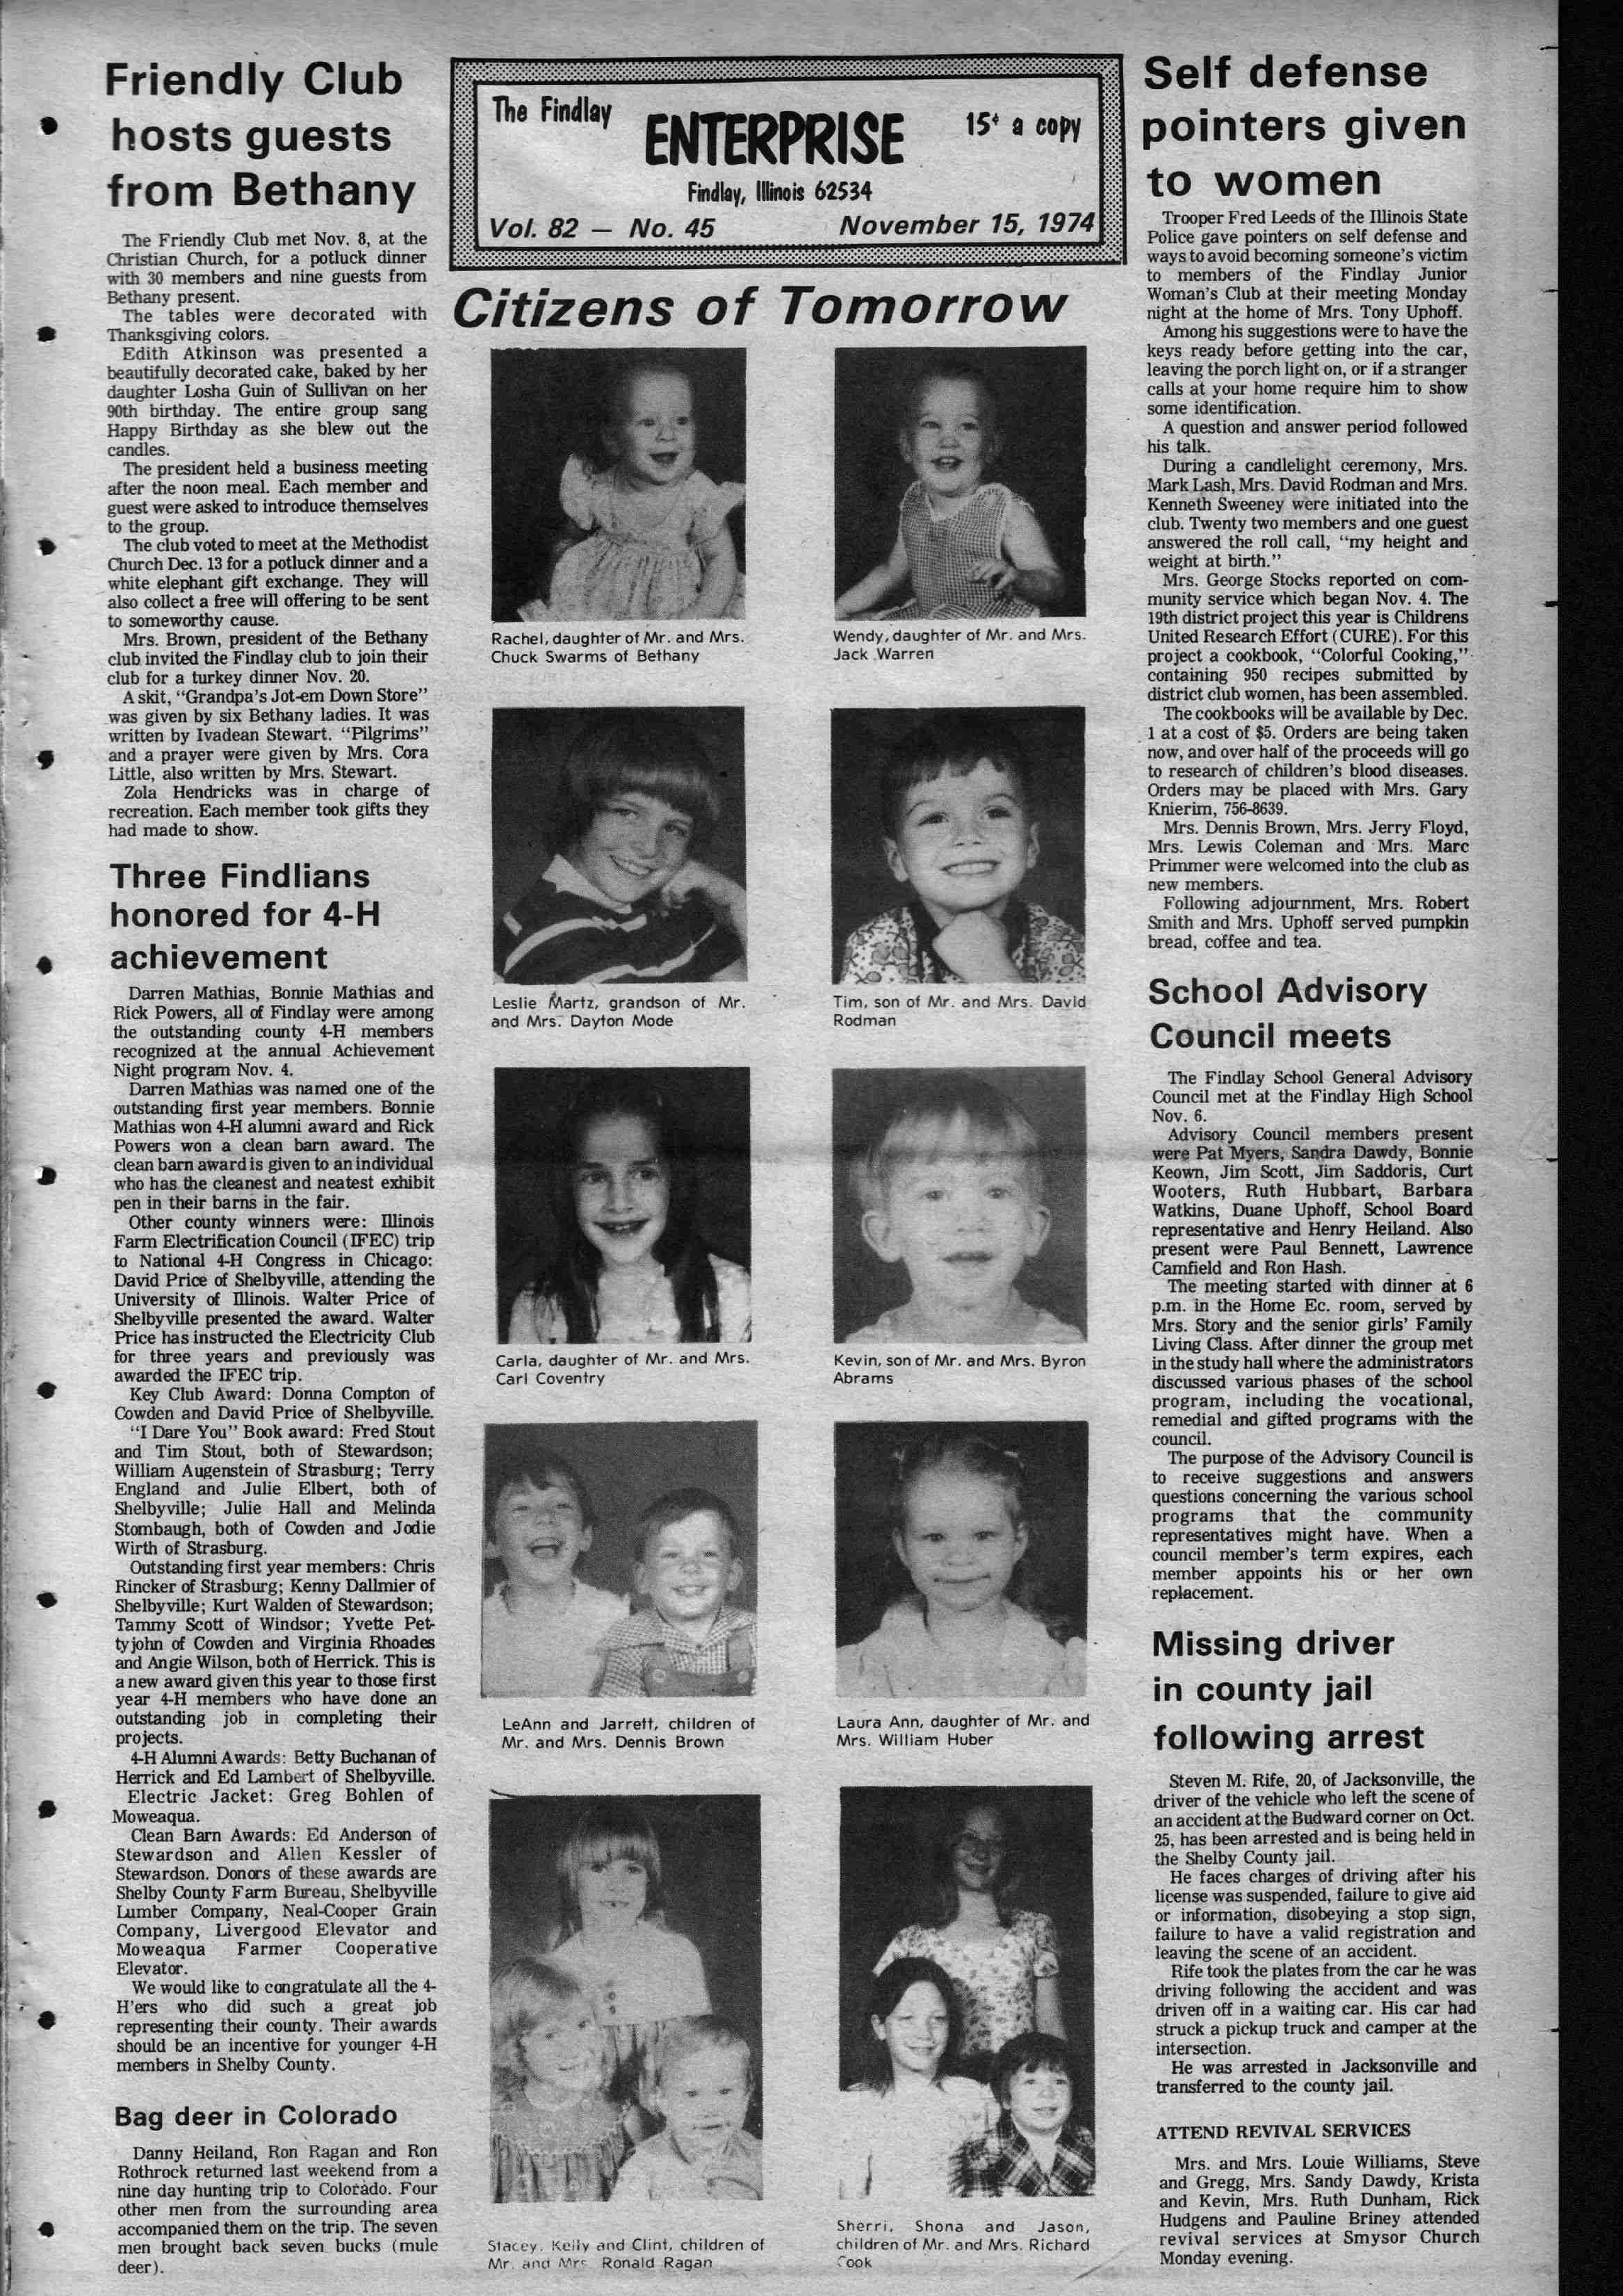 Friendly Club
hosts guests
from Bethany
The Friendly Club met Nov. 8, at the
Christian Church, for a potluck dinner
with 30 members and nine guests from
Bethany present.
The tables were decorated with
Thanksgiving colors.
Edith Atkinson was presented a
beautifully decorated cake, baked by her
daughter Losha Guin of Sullivan on her
90th birthday. The entire group sang
Happy Birthday as she blew out the
candles.
The president held a business meeting
after the noon meal. Each member and
guest were asked to introduce themselves
to the group.
The club voted to meet at the Methodist
Church Dec. 13 for a potluck dinner and a
white elephant gift exchange. They will
also collect a free will offering to be sent
to someworthy cause.
Mrs. Brown, president of the Bethany
club invited the Findlay club to join their
club for a turkey dinner Nov. 20.
A skit, "Grandpa's Jot-em Down Store"
was given by six Bethany ladies. It was
written by Ivadean Stewart. "Pilgrims"
and a prayer were given by Mrs. Cora
Little, also written by Mrs. Stewart.
Zola Hendricks was in charge of
recreation. Each member took gifts they
had made to show.
Three Findlians
honored for 4-H
achievement
Darren Mathias, Bonnie Mathias and
Rick Powers, all of Findlay were among
the outstanding county 4-H members
recognized at the annual Achievement
Night program Nov. 4.
Darren Mathias was named one of the
outstanding first year members. Bonnie
Mathias won 4-H alumni award and Rick
Powers won a clean barn award. The
clean barn award is given to an individual
who has the cleanest and neatest exhibit
pen in their barns in the fair.
Other county winners were: Illinois
Farm Electrification Council (IFEC) trip
to National 4-H Congress in Chicago:
David Price of Shelbyville, attending the
University of Illinois. Walter Price of
Shelbyville presented the award. Walter
Price has instructed the Electricity Club
for three years and previously was
awarded the IFEC trip.
Key Club Award: Donna Compton of
Cowden and David Price of Shelbyville.
"I Dare You" Book award: Fred Stout
and Tim Stout, both of Stewardson;
William Augenstein of Strasburg; Terry
England and Julie Elbert, both of
Shelbyville; Julie Hall and Melinda
Stombaugh, both of Cowden and Jodie
Wirth of Strasburg.
Outstanding first year members: Chris
Rincker of Strasburg; Kenny Dallmier of
Shelbyville; Kurt Walden of Stewardson;
Tammy Scott of Windsor; Yvette Pet-
tyjohn of Cowden and Virginia Rhoades
and Angie Wilson, both of Herrick. This is
a new award given this year to those first
year 4-H members who have done an
outstanding job in completing their
projects.
4-H Alumni Awards: Betty Buchanan of
Herrick and Ed Lambert of Shelbyville.
Electric Jacket: Greg Bohlen of
Moweaqua.
Clean Barn Awards: Ed Anderson of
Stewardson and Allen Kessler of
Stewardson. Donors of these awards are
Shelby County Farm Bureau, Shelbyville
Lumber Company, Neal-Cooper Grain
Company, Livergood Elevator and
Moweaqua Farmer Cooperative
Elevator.
We would like to congratulate all the 4-
H'ers who did such a great job
representing their county. Their awards
should be an incentive for younger 4-H
members in Shelby County.
Bag deer in Colorado
Danny Heiland, Ron Ragan and Ron
Rothrock returned last weekend from a
nine day hunting trip to Colorado. Four
other men from the surrounding area
accompanied them on the trip. The seven
men brought back seven bucks (mule
deer).
The Findlay
ENTERPRISE
15¢ a copy
Findlay, Illinois 62534
Vol. 82 — No. 45
November 15, 1974
Citizens of Tomorrow
Rachel, daughter of Mr. and Mrs.
Chuck Swarms of Bethany
Wendy, daughter of Mr. and Mrs.
Jack Warren
Leslie Martz, grandson of Mr.
and Mrs. Dayton Mode
Tim, son of Mr. and Mrs. David
Rodman
Carla, daughter of Mr. and Mrs.
Carl Coventry
Kevin, son of Mr. and Mrs. Byron
Abrams
LeAnn and Jarrett, children of
Mr. and Mrs. Dennis Brown
Laura Ann, daughter of Mr. and
Mrs. William Huber
Stacey, Kelly and Clint, children of
Mr. and Mrs. Ronald Ragan
Sherri, Shona and Jason,
children of Mr. and Mrs. Richard
Cook
Self defense
pointers given
to women
Trooper Fred Leeds of the Illinois State
Police gave pointers on self defense and
ways to avoid becoming someone's victim
to members of the Findlay Junior
Woman's Club at their meeting Monday
night at the home of Mrs. Tony Uphoff.
Among his suggestions were to have the
keys ready before getting into the car,
leaving the porch light on, or if a stranger
calls at your home require him to show
some identification.
A question and answer period followed
his talk.
During a candlelight ceremony, Mrs.
Mark Lash, Mrs. David Rodman and Mrs.
Kenneth Sweeney were initiated into the
club. Twenty two members and one guest
answered the roll call, "my height and
weight at birth."
Mrs. George Stocks reported on com-
munity service which began Nov. 4. The
19th district project this year is Childrens
United Research Effort (CURE). For this
project a cookbook, "Colorful Cooking,"
containing 950 recipes submitted by
district club women, has been assembled.
The cookbooks will be available by Dec.
1 at a cost of $5. Orders are being taken
now, and over half of the proceeds will go
to research of children's blood diseases.
Orders may be placed with Mrs. Gary
Knierim, 756-8639.
Mrs. Dennis Brown, Mrs. Jerry Floyd,
Mrs. Lewis Coleman and Mrs. Marc
Primmer were welcomed into the club as
new members.
Following adjournment, Mrs. Robert
Smith and Mrs. Uphoff served pumpkin
bread, coffee and tea.
School Advisory
Council meets
The Findlay School General Advisory
Council met at the Findlay High School
Nov. 6.
Advisory Council members present
were Pat Myers, Sandra Dawdy, Bonnie
Keown, Jim Scott, Jim Saddoris, Curt
Wooters, Ruth Hubbart, Barbara
Watkins, Duane Uphoff, School Board
representative and Henry Heiland. Also
present were Paul Bennett, Lawrence
Camfield and Ron Hash.
The meeting started with dinner at 6
p.m. in the Home Ec. room, served by
Mrs. Story and the senior girls' Family
Living Class. After dinner the group met
in the study hall where the administrators
discussed various phases of the school
program, including the vocational,
remedial and gifted programs with the
council.
The purpose of the Advisory Council is
to receive suggestions and answers
questions concerning the various school
programs that the community
representatives might have. When a
council member's term expires, each
member appoints his or her own
replacement.
Missing driver
in county jail
following arrest
Steven M. Rife, 20, of Jacksonville, the
driver of the vehicle who left the scene of
an accident at the Budward corner on Oct.
25, has been arrested and is being held in
the Shelby County jail.
He faces charges of driving after his
license was suspended, failure to give aid
or information, disobeying a stop sign,
failure to have a valid registration and
leaving the scene of an accident.
Rife took the plates from the car he was
driving following the accident and was
driven off in a waiting car. His car had
struck a pickup truck and camper at the
intersection.
He was arrested in Jacksonville and
transferred to the county jail.
ATTEND REVIVAL SERVICES
Mrs. and Mrs. Louie Williams, Steve
and Gregg, Mrs. Sandy Dawdy, Krista
and Kevin, Mrs. Ruth Dunham, Rick
Hudgens and Pauline Briney attended
revival services at Smysor Church
Monday evening.